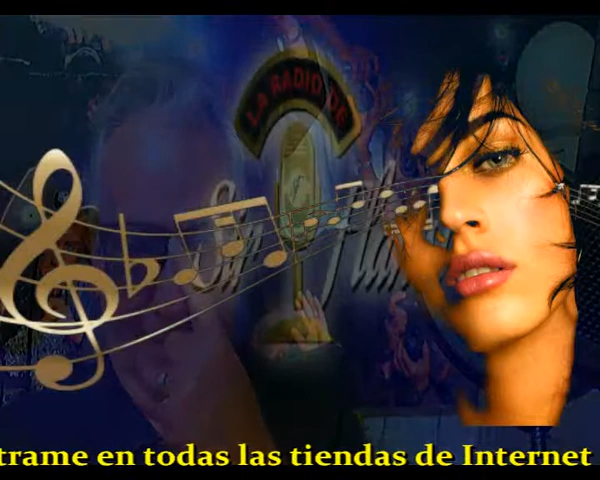 LA RADIO DE
trame en todas las tiendas de Internet